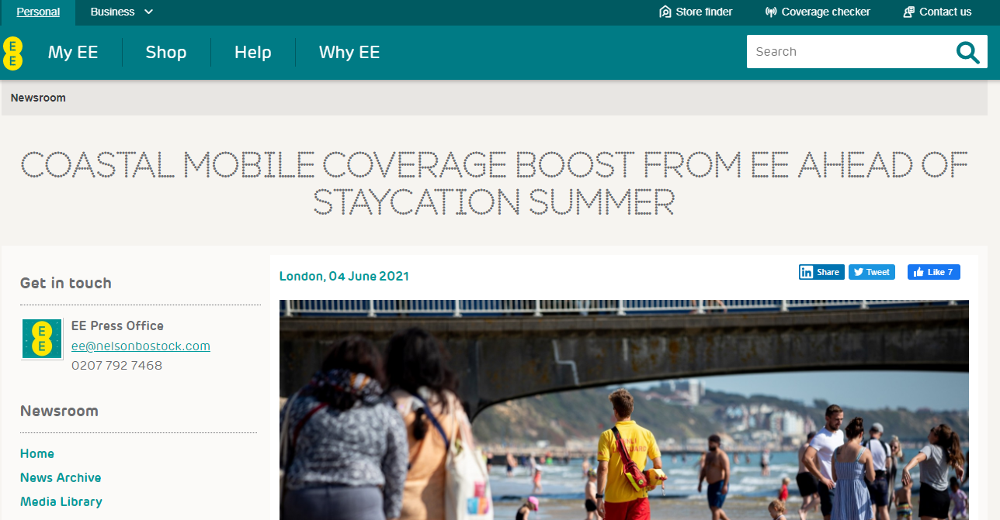 Personal
Business
Store finder
Coverage checker
Contact us
EE
My EE
Shop
Help
Why EE
Search
Newsroom
COASTAL MOBILE COVERAGE BOOST FROM EE AHEAD OF
STAYCATION SUMMER
Get in touch
EE
EE Press Office
ee@nelsonbostock.com
0207 792 7468
Newsroom
Home
News Archive
Media Library
London, 04 June 2021
in Share
Tweet
Like 7